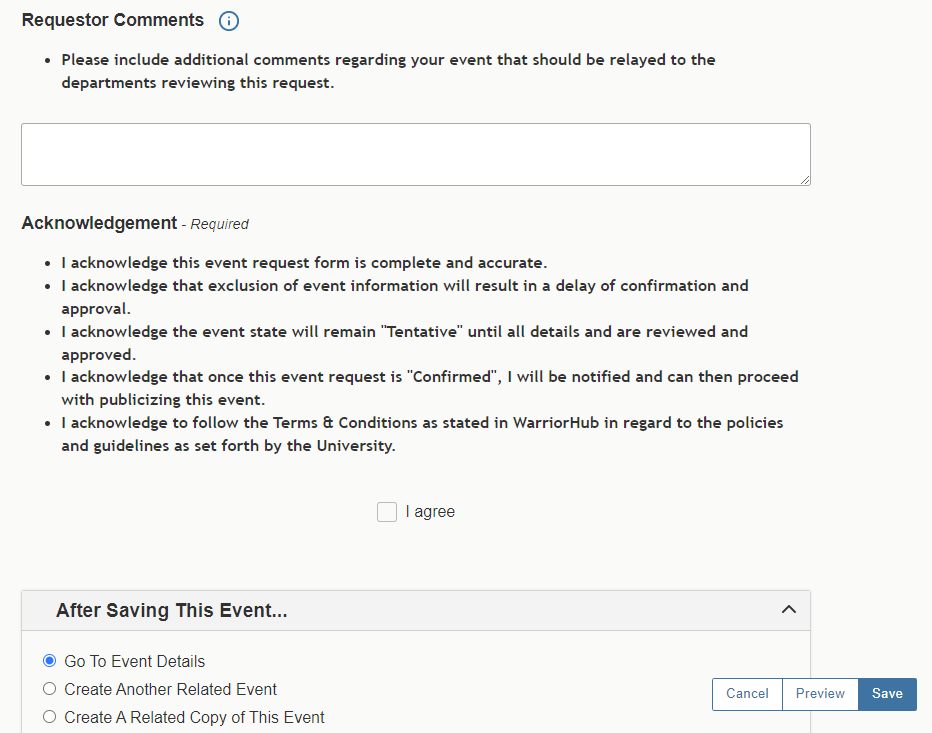 Requestor Comments
• Please include additional comments regarding your event that should be relayed to the
departments reviewing this request.
Acknowledgement - Required
• I acknowledge this event request form is complete and accurate.
• I acknowledge that exclusion of event information will result in a delay of confirmation and
approval.
• I acknowledge the event state will remain "Tentative" until all details and are reviewed and
approved.
• I acknowledge that once this event request is "Confirmed", I will be notified and can then proceed
with publicizing this event.
• I acknowledge to follow the Terms & Conditions as stated in WarriorHub in regard to the policies
and guidelines as set forth by the University.
I agree
After Saving This Event...
Go To Event Details
Create Another Related Event
Create A Related Copy of This Event
Cancel Preview Save